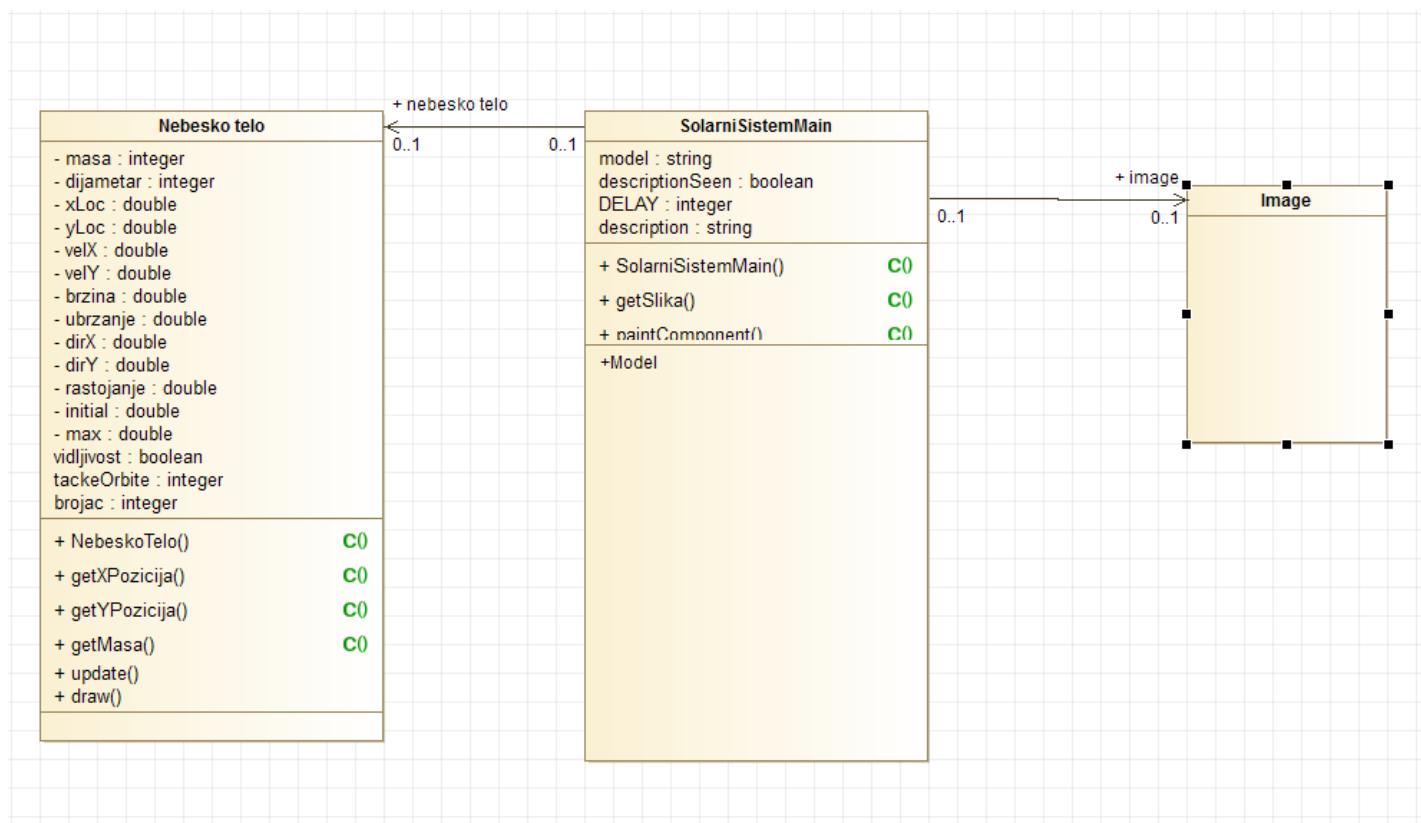 + nebesko telo
0..1
0..1
Nebesko telo
- masa : integer
- dijametar : integer
- xLoc : double
- yLoc : double
- velX : double
- velY : double
- brzina : double
- ubrzanje : double
- dirX : double
- dirY : double
- rastojanje : double
- initial : double
- max : double
vidljivost : boolean
tackeOrbite : integer
brojac : integer
+ NebeskoTelo() C()
+ getXPozicija() C()
+ getYPozicija() C()
+ getMasa() C()
+ update()
+ draw()
SolarniSistemMain
model : string
descriptionSeen : boolean
DELAY : integer
description : string
+ SolarniSistemMain() C()
+ getSlika() C()
+ paintComponent() C()
+Model
+ image
0..1
0..1
Image